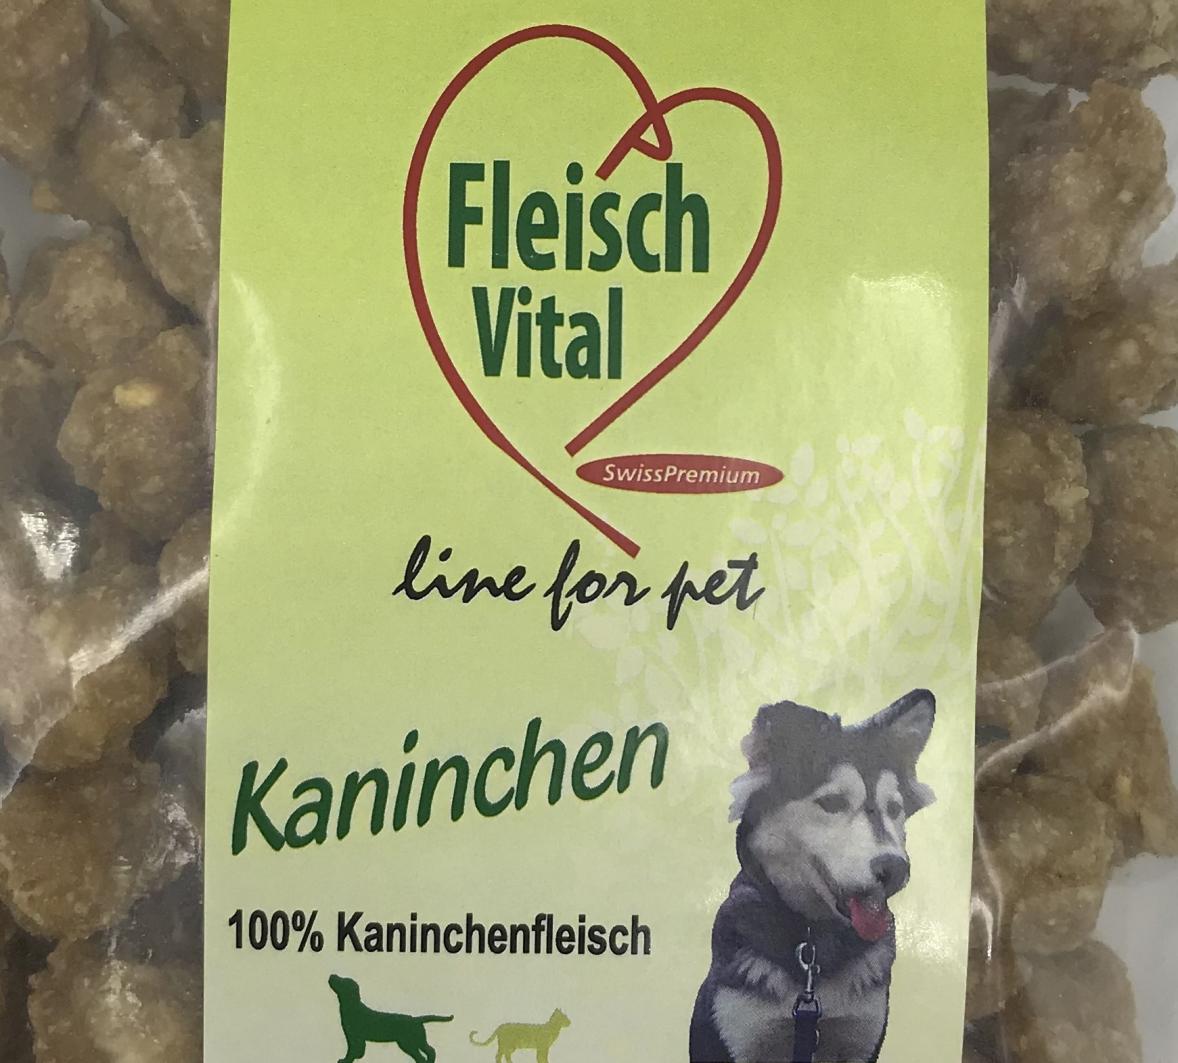 Fleisch
Vital
SwissPremium
line for pet
Kaninchen
100% Kaninchenfleisch